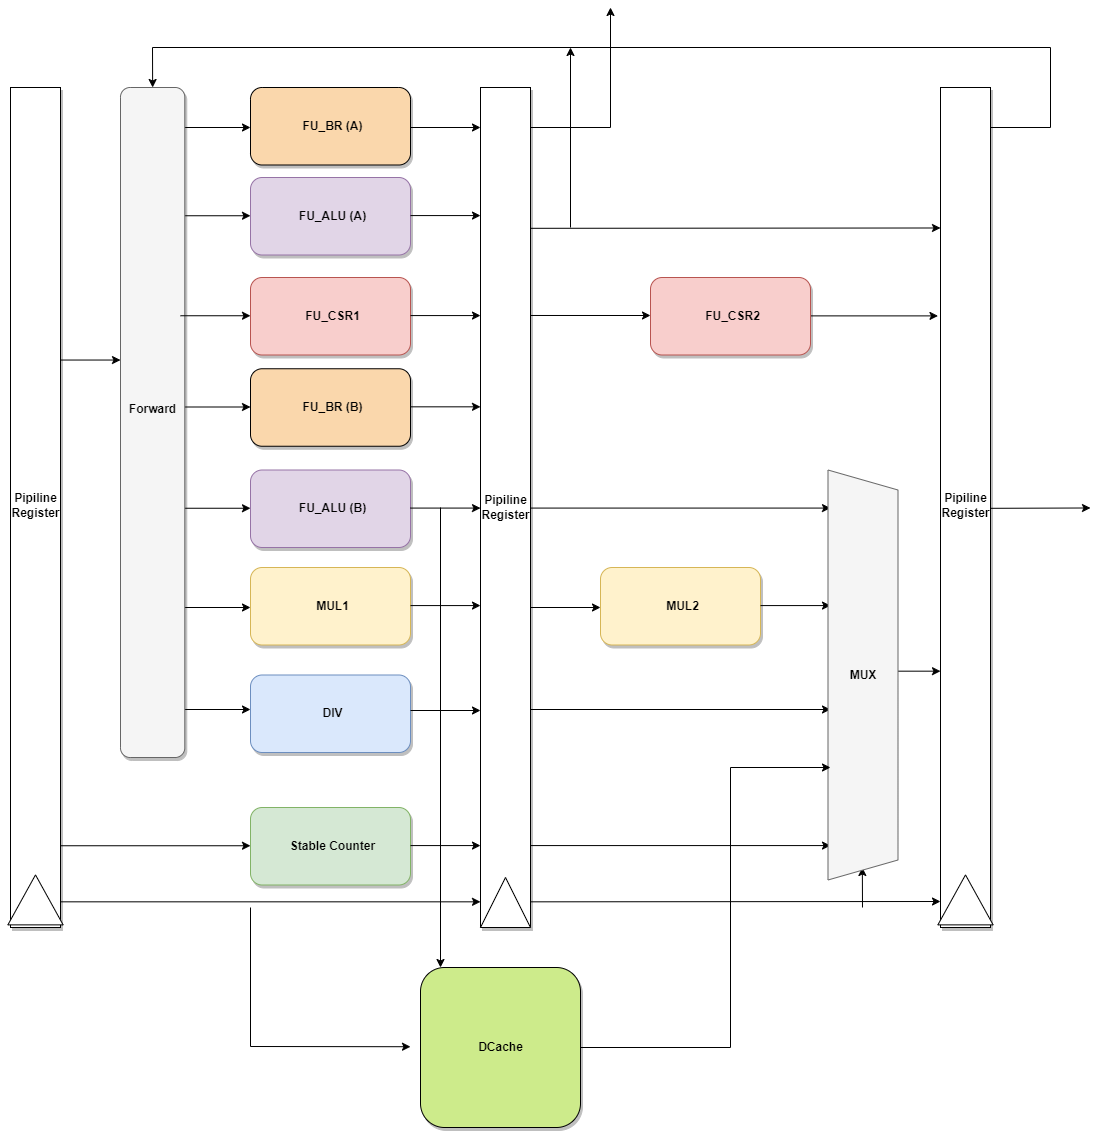 FU_BR (A)
FU_ALU (A)
FU_CSR1
FU_CSR2
Forward
FU_BR (B)
Pipiline
Register
FU_ALU (B)
Pipiline
Register
Pipiline
Register
MUL1
MUL2
MUX
DIV
Stable Counter
DCache